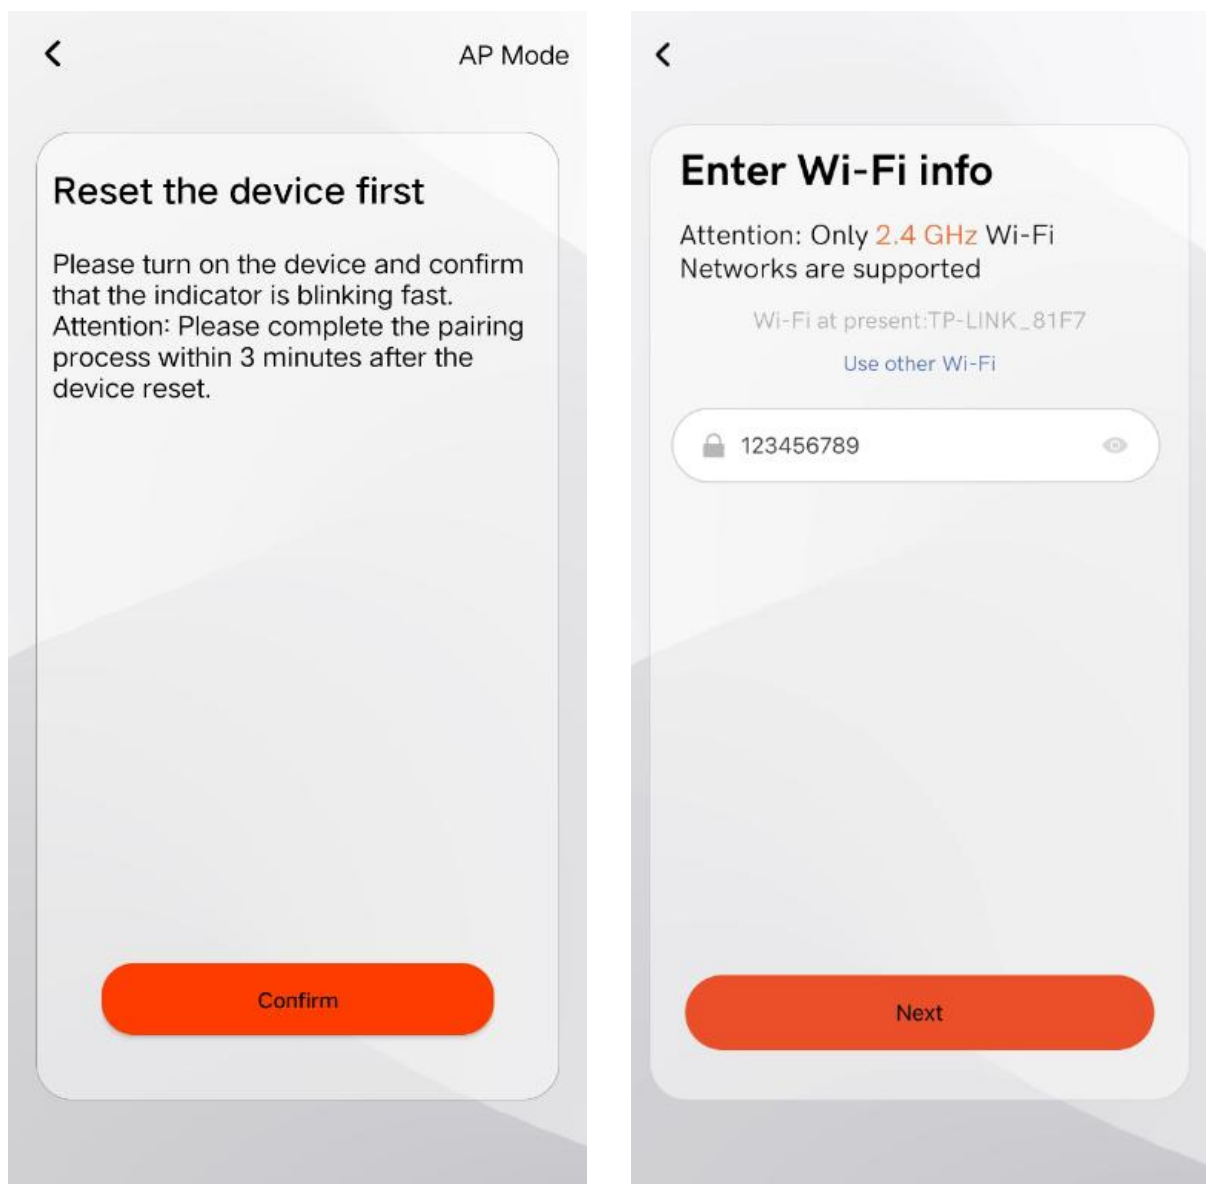 AP Mode
Reset the device first
Please turn on the device and confirm
that the indicator is blinking fast.
Attention: Please complete the pairing
process within 3 minutes after the
device reset.
Confirm
Enter Wi-Fi info
Attention: Only 2.4 GHz Wi-Fi
Networks are supported
Wi-Fi at present:TP-LINK_81F7
Use other Wi-Fi
123456789
Next